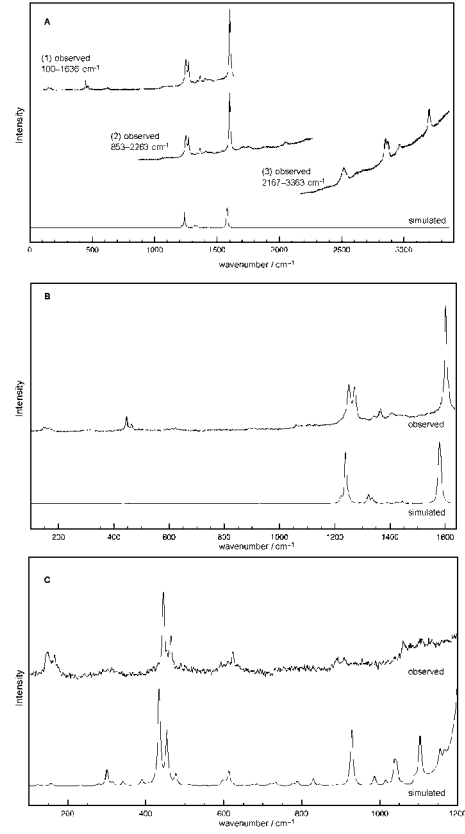 A
(1) observed
100–1636 cm⁻¹
(2) observed
853–2263 cm⁻¹
(3) observed
2167–3363 cm⁻¹
simulated
Intensity
0 500 1000 1500 2000 2500 3000
wavenumber / cm⁻¹
B
observed
simulated
Intensity
200 400 600 800 1000 1200 1400 1600
wavenumber / cm⁻¹
C
observed
simulated
Intensity
200 400 600 800 1000 1200
wavenumber / cm⁻¹